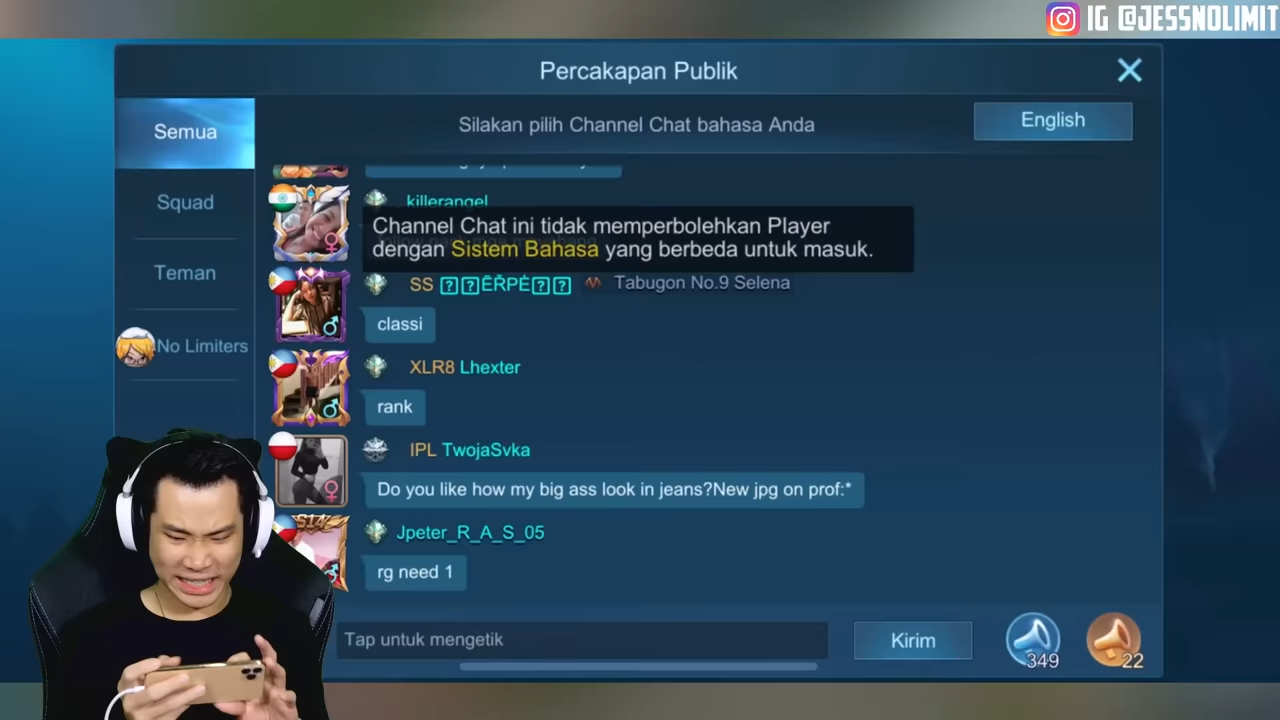 IG @JESSNOLIMIT
Percakapan Publik
Semua
Silakan pilih Channel Chat bahasa Anda
English
Squad
Teman
No Limiters
killerangel
Channel Chat ini tidak memperbolehkan Player
dengan Sistem Bahasa yang berbeda untuk masuk.
SS ĒŘPĖ
Tabugon No.9 Selena
classi
XLR8 Lhexter
rank
IPL TwojaSvka
Do you like how my big ass look in jeans?New jpg on prof:*
S14
Jpeter_R_A_S_05
rg need 1
Tap untuk mengetik
Kirim
349
22